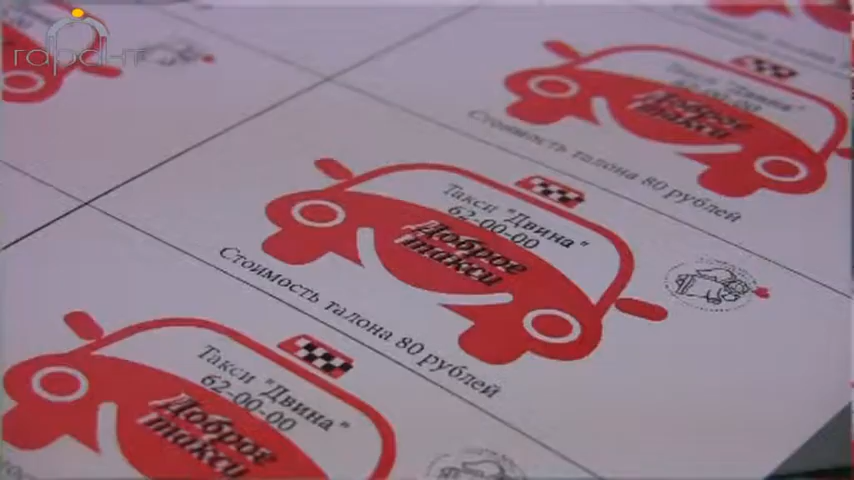 гарант
Такси "Двина"
62-00-00
Доброе
такси
Стоимость талона 80 рублей
Такси "Двина"
62-00-00
Доброе
такси
Стоимость талона 80 рублей
Такси "Двина"
62-00-00
Доброе
такси